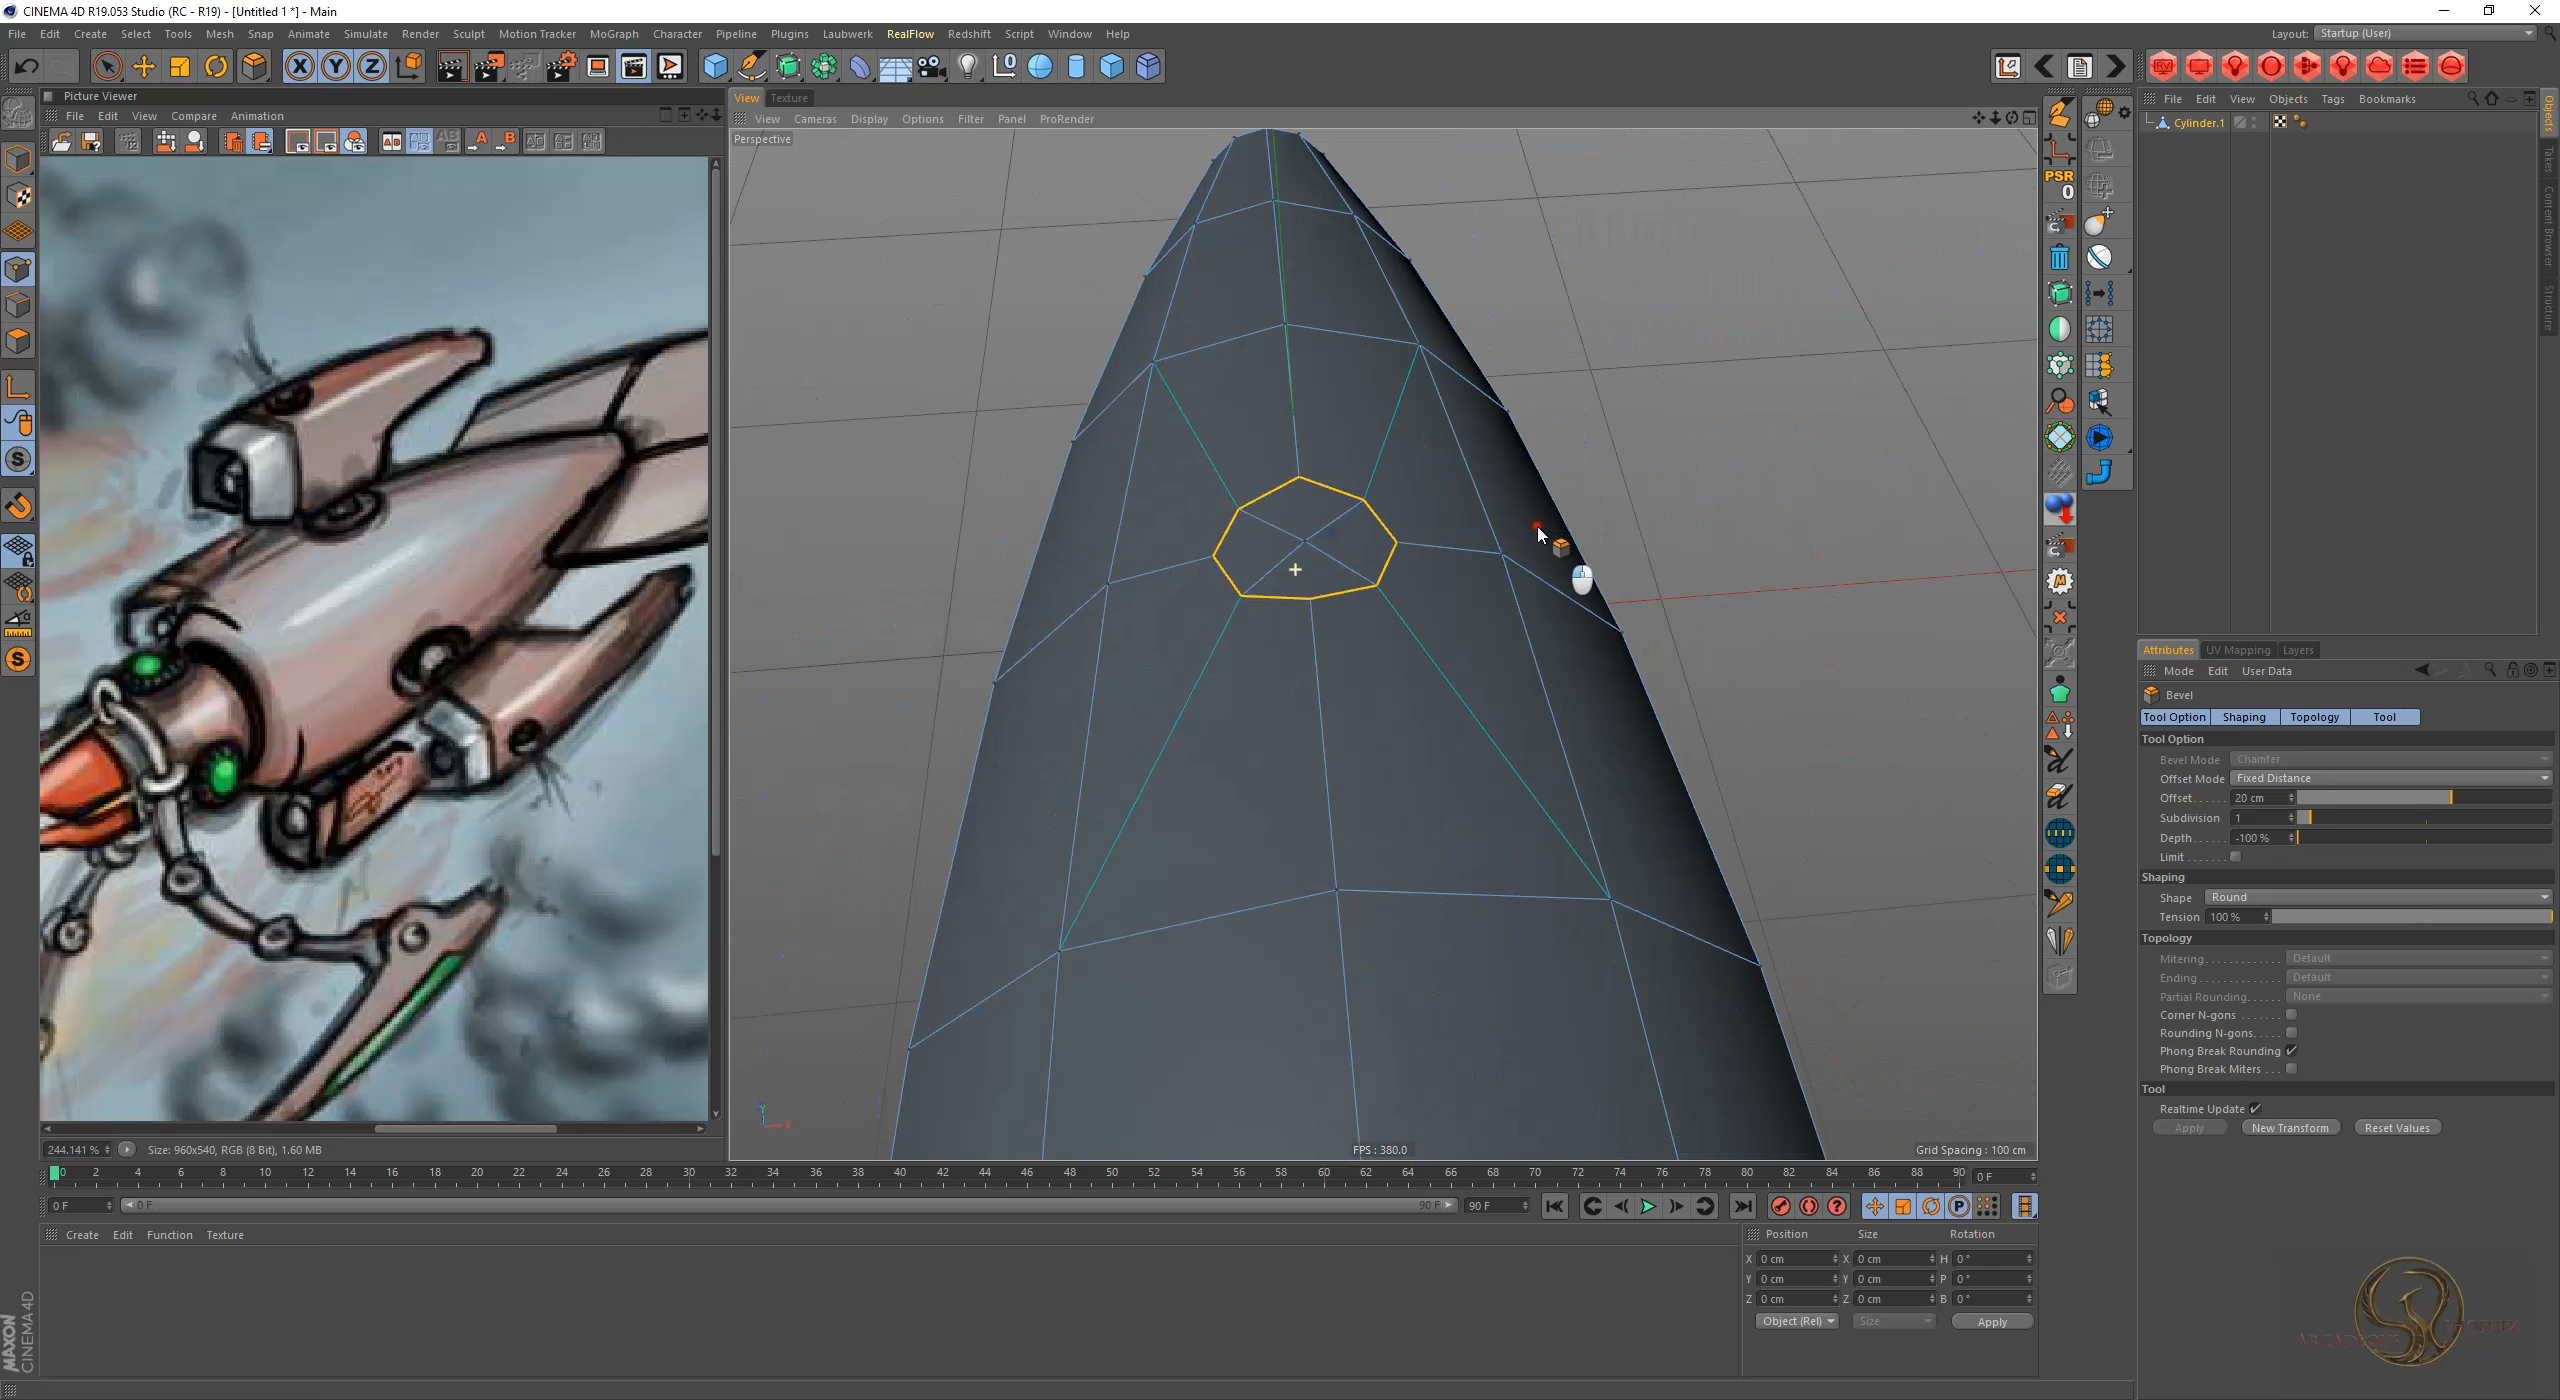 CINEMA 4D R19.053 Studio (RC - R19) - [Untitled 1 *] - Main
File Edit Create Select Tools Mesh Snap Animate Simulate Render Sculpt Motion Tracker MoGraph Character Pipeline Plugins Laubwerk RealFlow Redshift Script Window Help
Layout: Startup (User)
Picture Viewer
File Edit View Compare Animation
View Texture
View Cameras Display Options Filter Panel ProRender
Perspective
PSR
0
File Edit View Objects Tags Bookmarks
Cylinder.1
Objects
Takes
Content Browser
Structure
Attributes UV Mapping Layers
Mode Edit User Data
Bevel
Tool Option Shaping Topology Tool
Tool Option
Bevel Mode Chamfer
Offset Mode Fixed Distance
Offset...... 20 cm
Subdivision 1
Depth...... -100 %
Limit
Shaping
Shape Round
Tension 100 %
Topology
Mitering Default
Ending Default
Partial Rounding None
Corner N-gons
Rounding N-gons
Phong Break Rounding
Phong Break Miters
Tool
Realtime Update
Apply New Transform Reset Values
FPS : 380.0
Grid Spacing : 100 cm
244.141 % Size: 960x540, RGB (8 Bit), 1.60 MB
0 2 4 6 8 10 12 14 16 18 20 22 24 26 28 30 32 34 36 38 40 42 44 46 48 50 52 54 56 58 60 62 64 66 68 70 72 74 76 78 80 82 84 86 88 90 0 F
0 F 0 F 90 F 90 F
Create Edit Function Texture
Position Size Rotation
X 0 cm X 0 cm H 0 °
Y 0 cm Y 0 cm P 0 °
Z 0 cm Z 0 cm B 0 °
Object (Rel) Size Apply
MAXON
CINEMA 4D